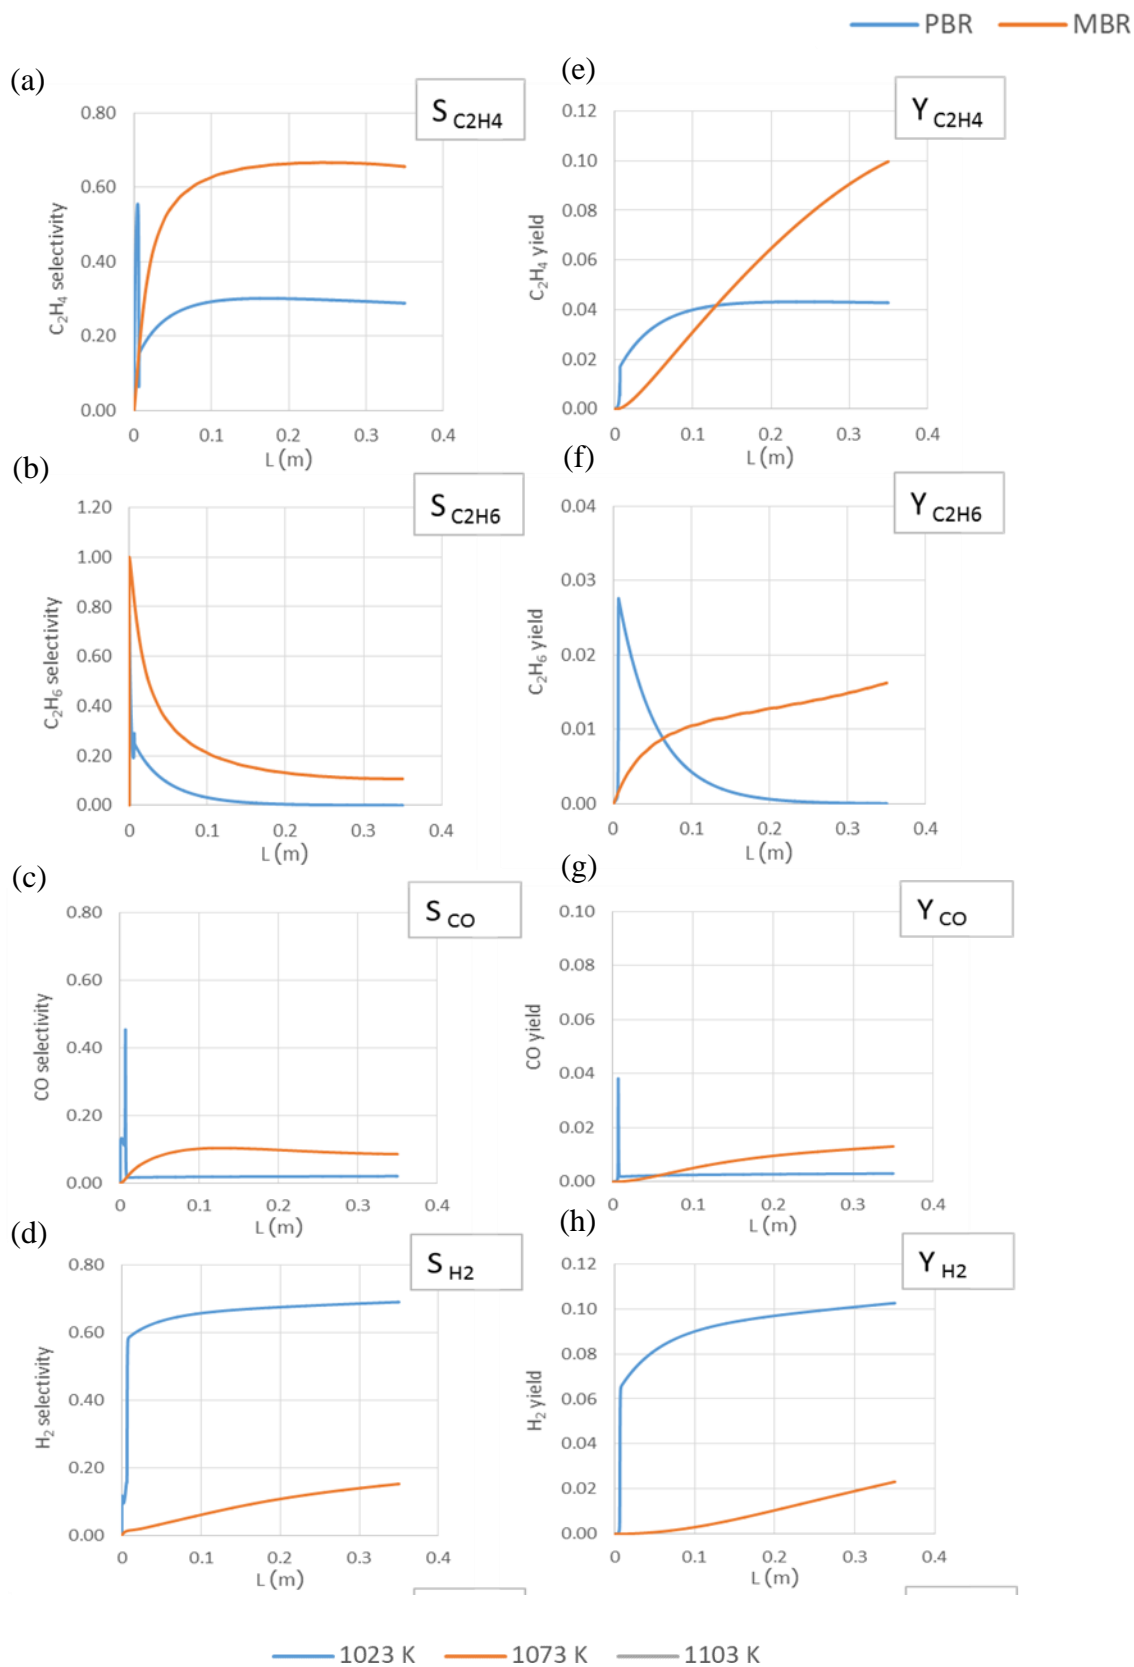 PBR MBR
(a)
S C2H4
C2H4 selectivity
0.80
0.60
0.40
0.20
0.00
0 0.1 0.2 0.3 0.4
L (m)
(e)
Y C2H4
C2H4 yield
0.12
0.10
0.08
0.06
0.04
0.02
0.00
0 0.1 0.2 0.3 0.4
L (m)
(b)
S C2H6
C2H6 selectivity
1.20
1.00
0.80
0.60
0.40
0.20
0.00
0 0.1 0.2 0.3 0.4
L (m)
(f)
Y C2H6
C2H6 yield
0.04
0.03
0.02
0.01
0.00
0 0.1 0.2 0.3 0.4
L (m)
(c)
S CO
CO selectivity
0.80
0.60
0.40
0.20
0.00
0 0.1 0.2 0.3 0.4
L (m)
(g)
Y CO
CO yield
0.10
0.08
0.06
0.04
0.02
0.00
0 0.1 0.2 0.3 0.4
L (m)
(d)
S H2
H2 selectivity
0.80
0.60
0.40
0.20
0.00
0 0.1 0.2 0.3 0.4
L (m)
(h)
Y H2
H2 yield
0.12
0.10
0.08
0.06
0.04
0.02
0.00
0 0.1 0.2 0.3 0.4
L (m)
1023 K 1073 K 1103 K